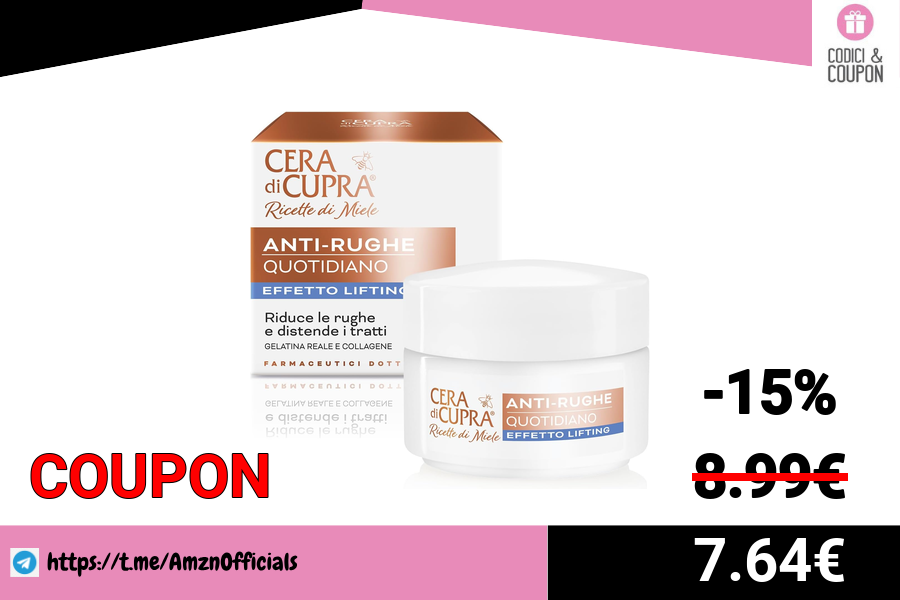 CODICI &
COUPON
CERA
di CUPRA®
Ricette di Miele
ANTI-RUGHE
QUOTIDIANO
EFFETTO LIFTING
Riduce le rughe
e distende i tratti
GELATINA REALE E COLLAGENE
FARMACEUTICI DOTT
CERA
di CUPRA®
Ricette di Miele
ANTI-RUGHE
QUOTIDIANO
EFFETTO LIFTING
-15%
8.99€
COUPON
7.64€
https://t.me/AmznOfficials